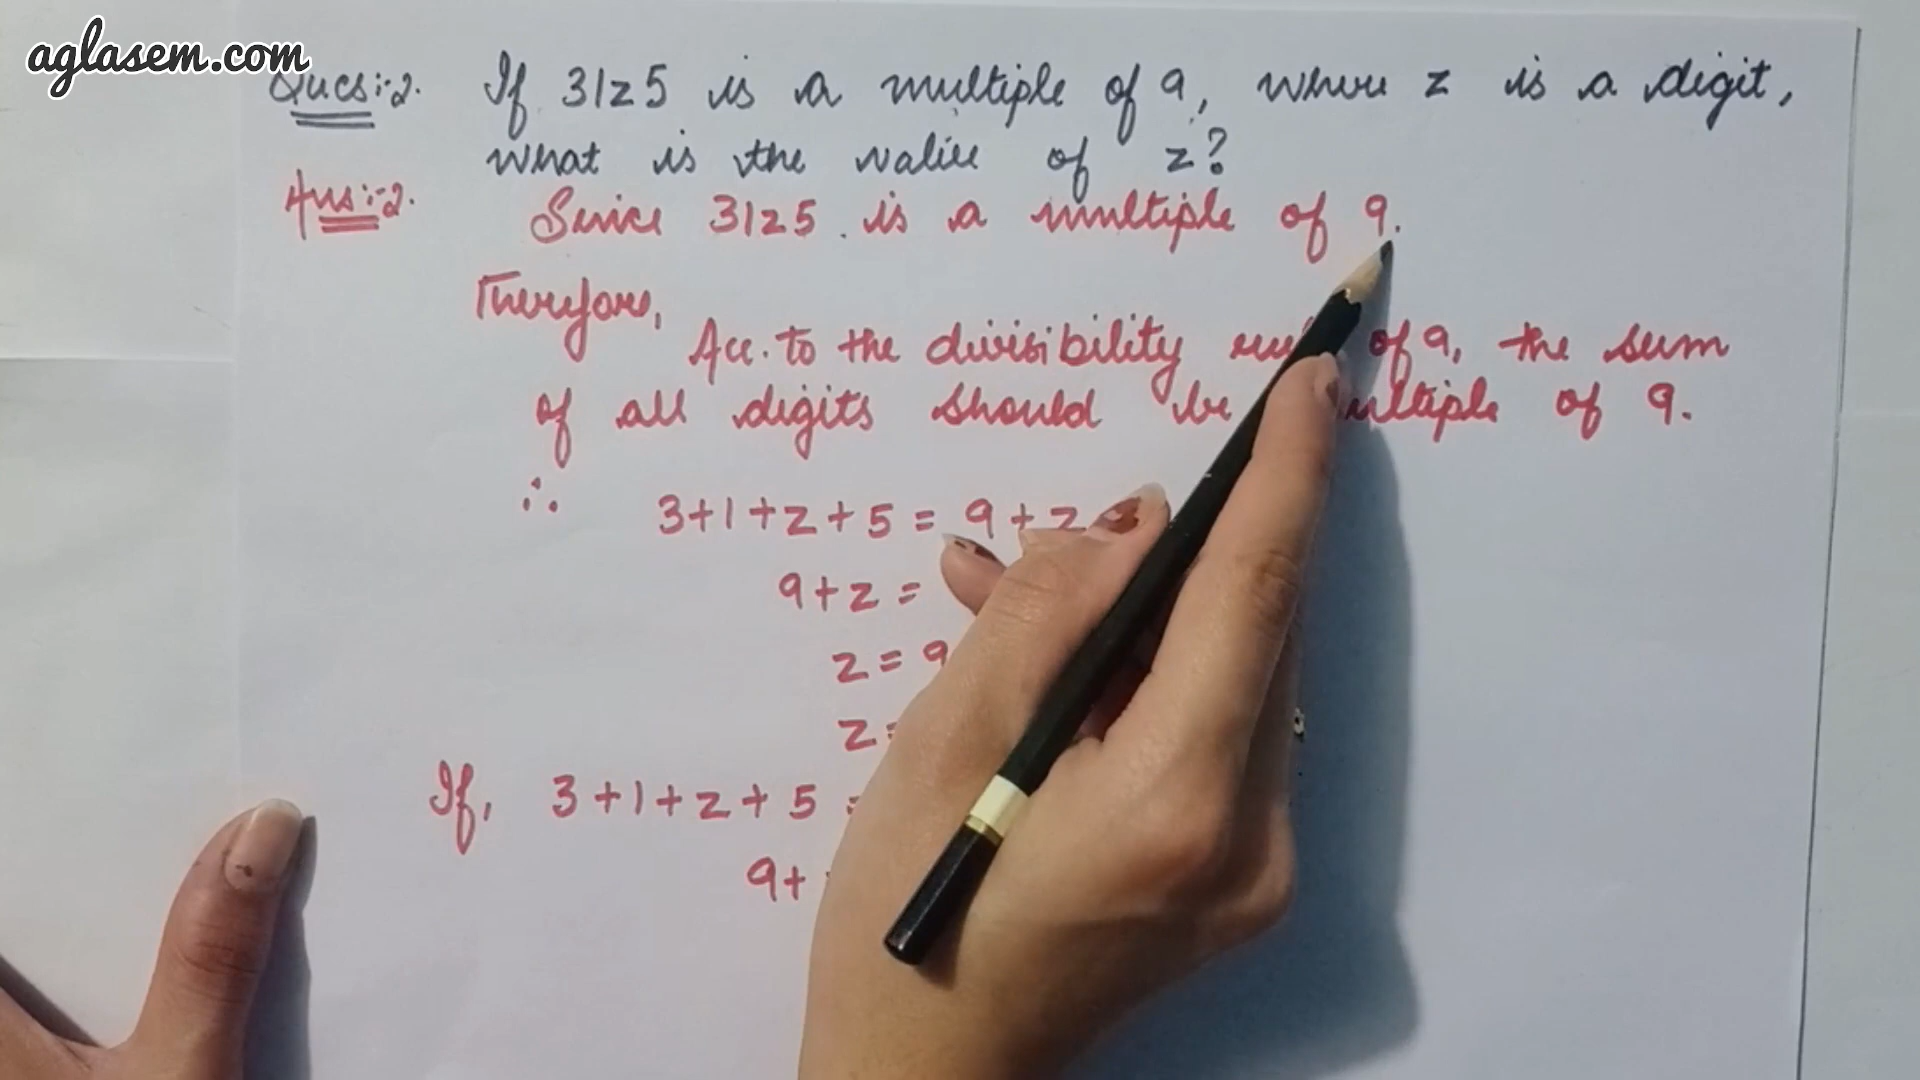 aglasem.com
Ques:-2. If 31z5 is a multiple of 9, where z is a digit,
what is the value of z?
Ans:-2. Since 31z5 is a multiple of 9.
Therefore,
Acc. to the divisibility of 9, the sum
of all digits should be multiple of 9.
∴ 3+1+z+5 = 9+z
9+z =
z = 9
z =
If, 3+1+z+5 =
9+